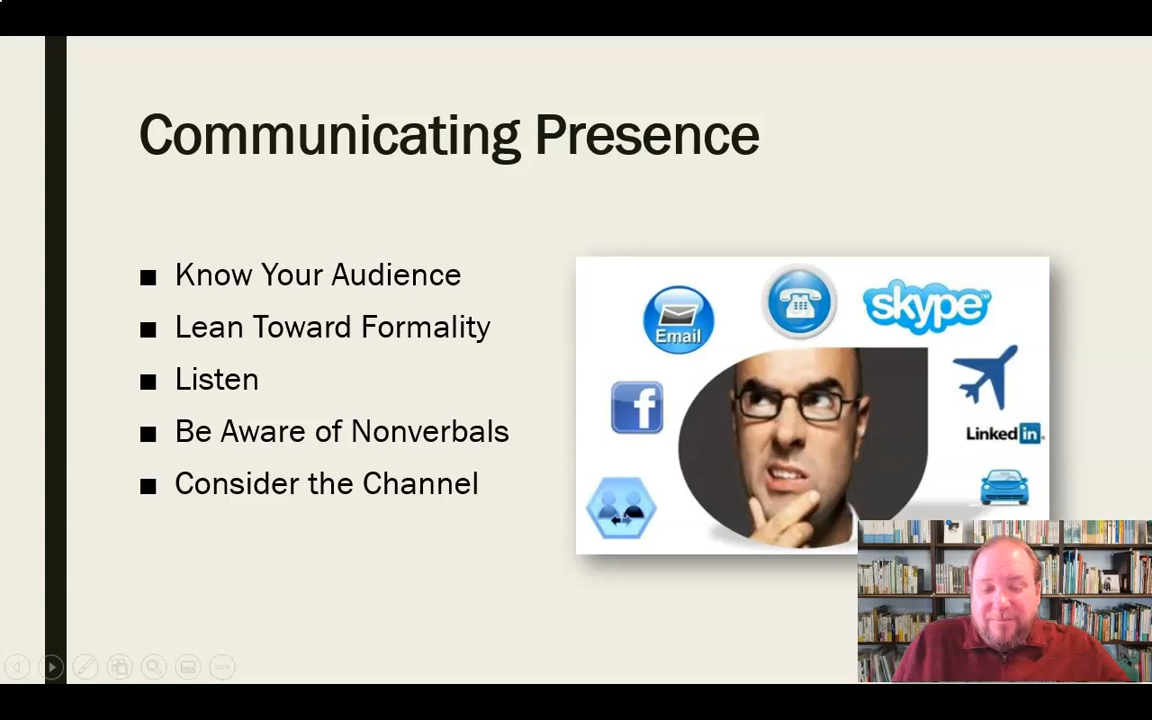 Communicating Presence
■ Know Your Audience
■ Lean Toward Formality
■ Listen
■ Be Aware of Nonverbals
■ Consider the Channel
Email
skype™
f
Linked in